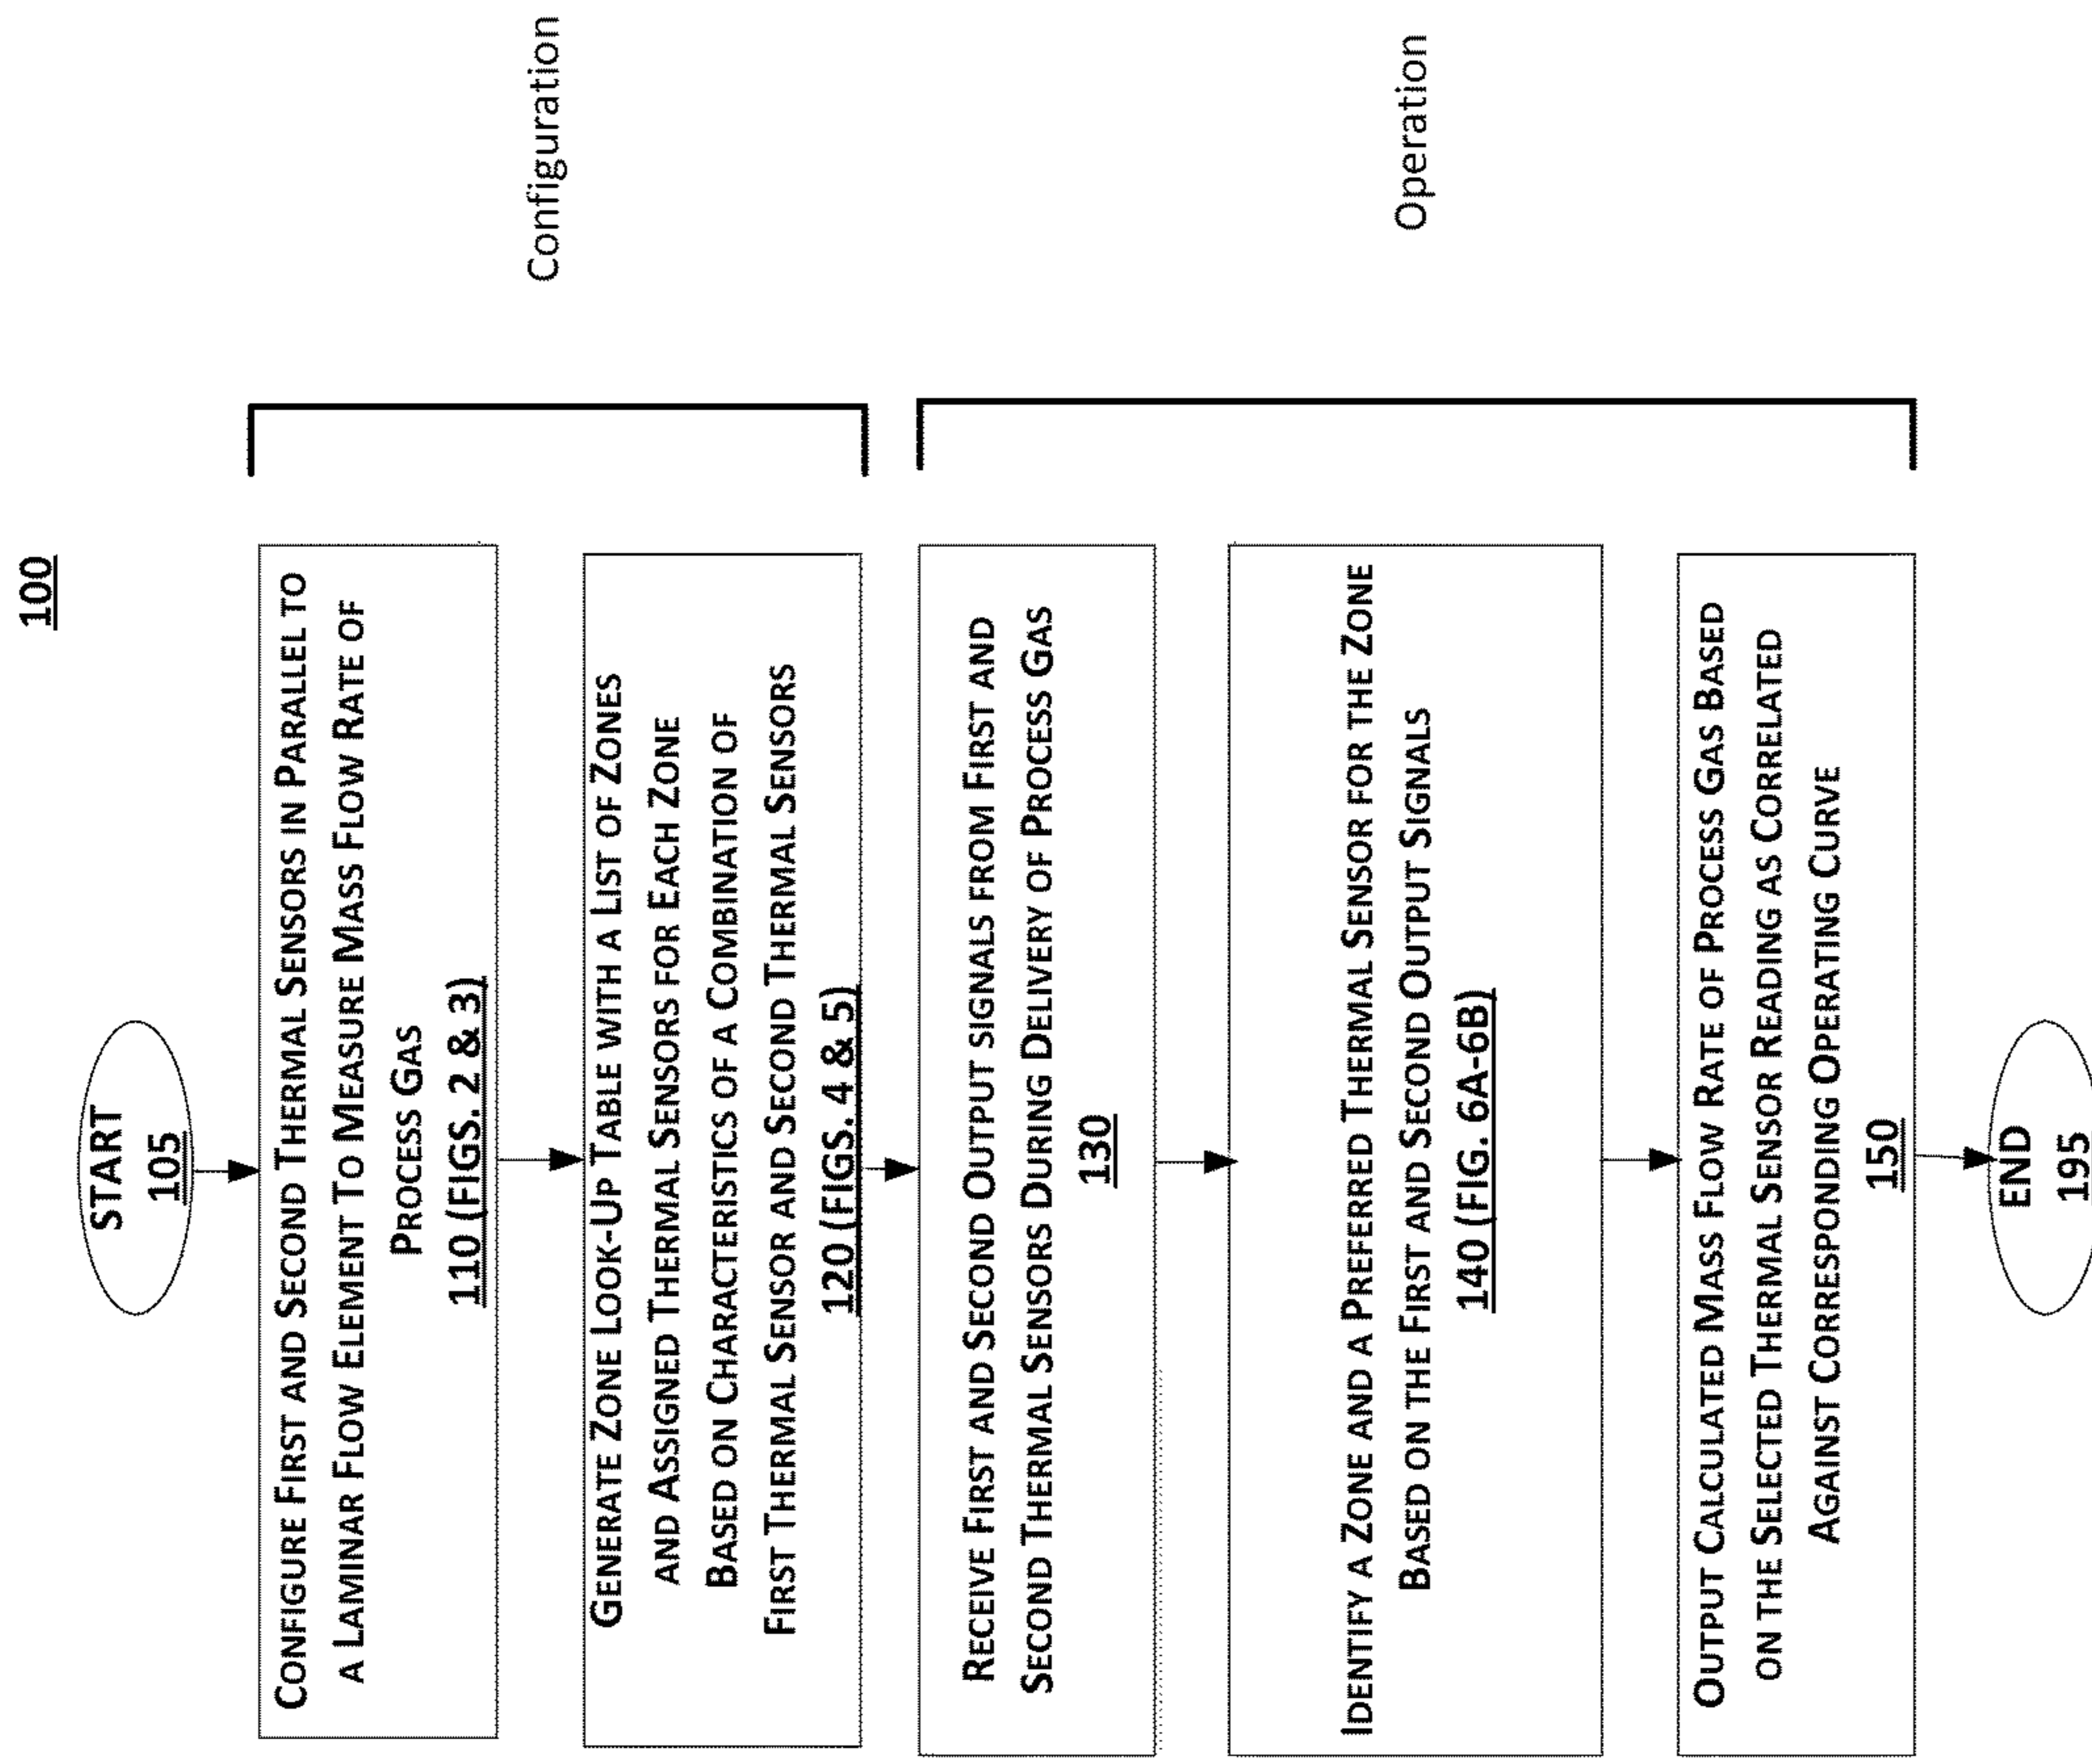 100
START
105
CONFIGURE FIRST AND SECOND THERMAL SENSORS IN PARALLEL TO
A LAMINAR FLOW ELEMENT TO MEASURE MASS FLOW RATE OF
PROCESS GAS
110 (FIGS. 2 & 3)
GENERATE ZONE LOOK-UP TABLE WITH A LIST OF ZONES
AND ASSIGNED THERMAL SENSORS FOR EACH ZONE
BASED ON CHARACTERISTICS OF A COMBINATION OF
FIRST THERMAL SENSOR AND SECOND THERMAL SENSORS
120 (FIGS. 4 & 5)
Configuration
RECEIVE FIRST AND SECOND OUTPUT SIGNALS FROM FIRST AND
SECOND THERMAL SENSORS DURING DELIVERY OF PROCESS GAS
130
IDENTIFY A ZONE AND A PREFERRED THERMAL SENSOR FOR THE ZONE
BASED ON THE FIRST AND SECOND OUTPUT SIGNALS
140 (FIG. 6A-6B)
OUTPUT CALCULATED MASS FLOW RATE OF PROCESS GAS BASED
ON THE SELECTED THERMAL SENSOR READING AS CORRELATED
AGAINST CORRESPONDING OPERATING CURVE
150
Operation
END
195